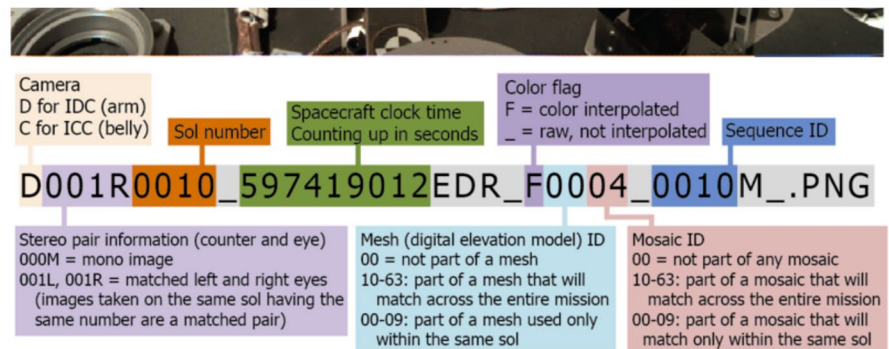 Camera
D for IDC (arm)
C for ICC (belly)
Sol number
Spacecraft clock time
Counting up in seconds
Color flag
F = color interpolated
_ = raw, not interpolated
Sequence ID
D001R0010_597419012EDR_F0004_0010M_.PNG
Stereo pair information (counter and eye)
000M = mono image
001L, 001R = matched left and right eyes
(images taken on the same sol having the
same number are a matched pair)
Mesh (digital elevation model) ID
00 = not part of a mesh
10-63: part of a mesh that will
match across the entire mission
00-09: part of a mesh used only
within the same sol
Mosaic ID
00 = not part of any mosaic
10-63: part of a mosaic that will
match across the entire mission
00-09: part of a mosaic that will
match only within the same sol